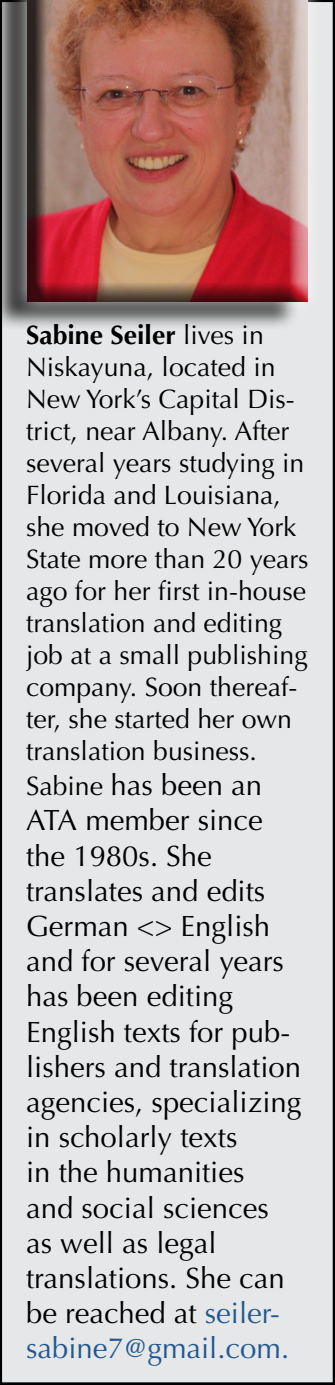 Sabine Seiler lives in
Niskayuna, located in
New York’s Capital Dis-
trict, near Albany. After
several years studying in
Florida and Louisiana,
she moved to New York
State more than 20 years
ago for her first in-house
translation and editing
job at a small publishing
company. Soon thereaf-
ter, she started her own
translation business.
Sabine has been an
ATA member since
the 1980s. She
translates and edits
German <> English
and for several years
has been editing
English texts for pub-
lishers and translation
agencies, specializing
in scholarly texts
in the humanities
and social sciences
as well as legal
translations. She can
be reached at seiler-
sabine7@gmail.com.